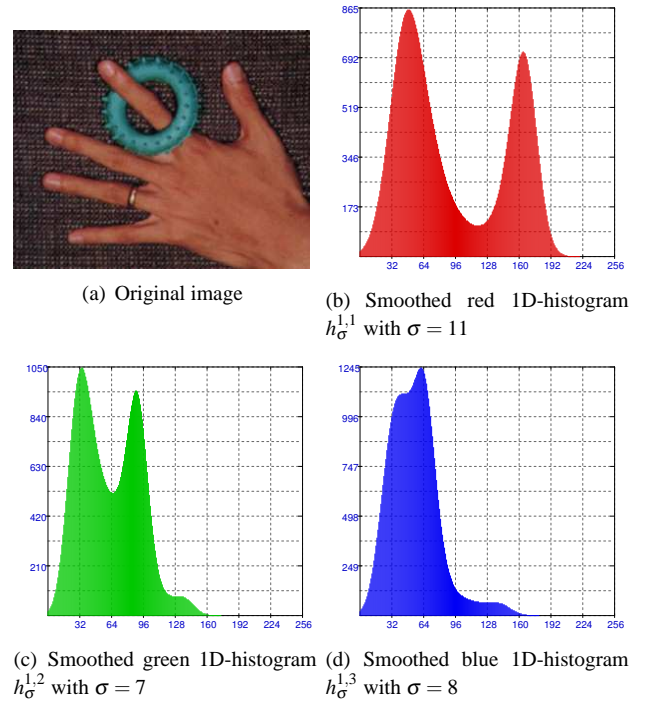 865
692
519
346
173
32 64 96 128 160 192 224 256
(a) Original image
(b) Smoothed red 1D-histogram
h_σ^{1,1} with σ = 11
1050
840
630
420
210
32 64 96 128 160 192 224 256
1245
996
747
498
249
32 64 96 128 160 192 224 256
(c) Smoothed green 1D-histogram
h_σ^{1,2} with σ = 7
(d) Smoothed blue 1D-histogram
h_σ^{1,3} with σ = 8